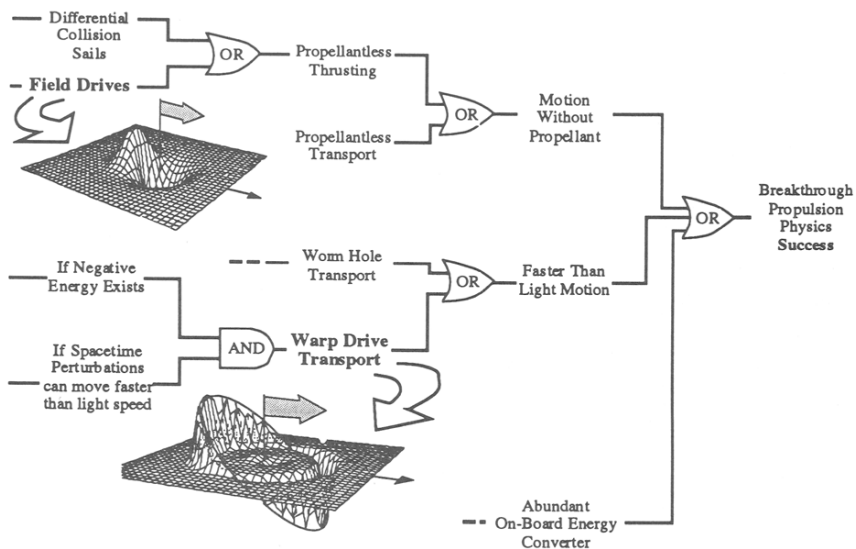 Differential
Collision
Sails
OR
Propellantless
Thrusting
Field Drives
OR
Motion
Without
Propellant
Propellantless
Transport
OR
Breakthrough
Propulsion
Physics
Success
If Negative
Energy Exists
Worm Hole
Transport
OR
Faster Than
Light Motion
AND
Warp Drive
Transport
If Spacetime
Perturbations
can move faster
than light speed
Abundant
On-Board Energy
Converter